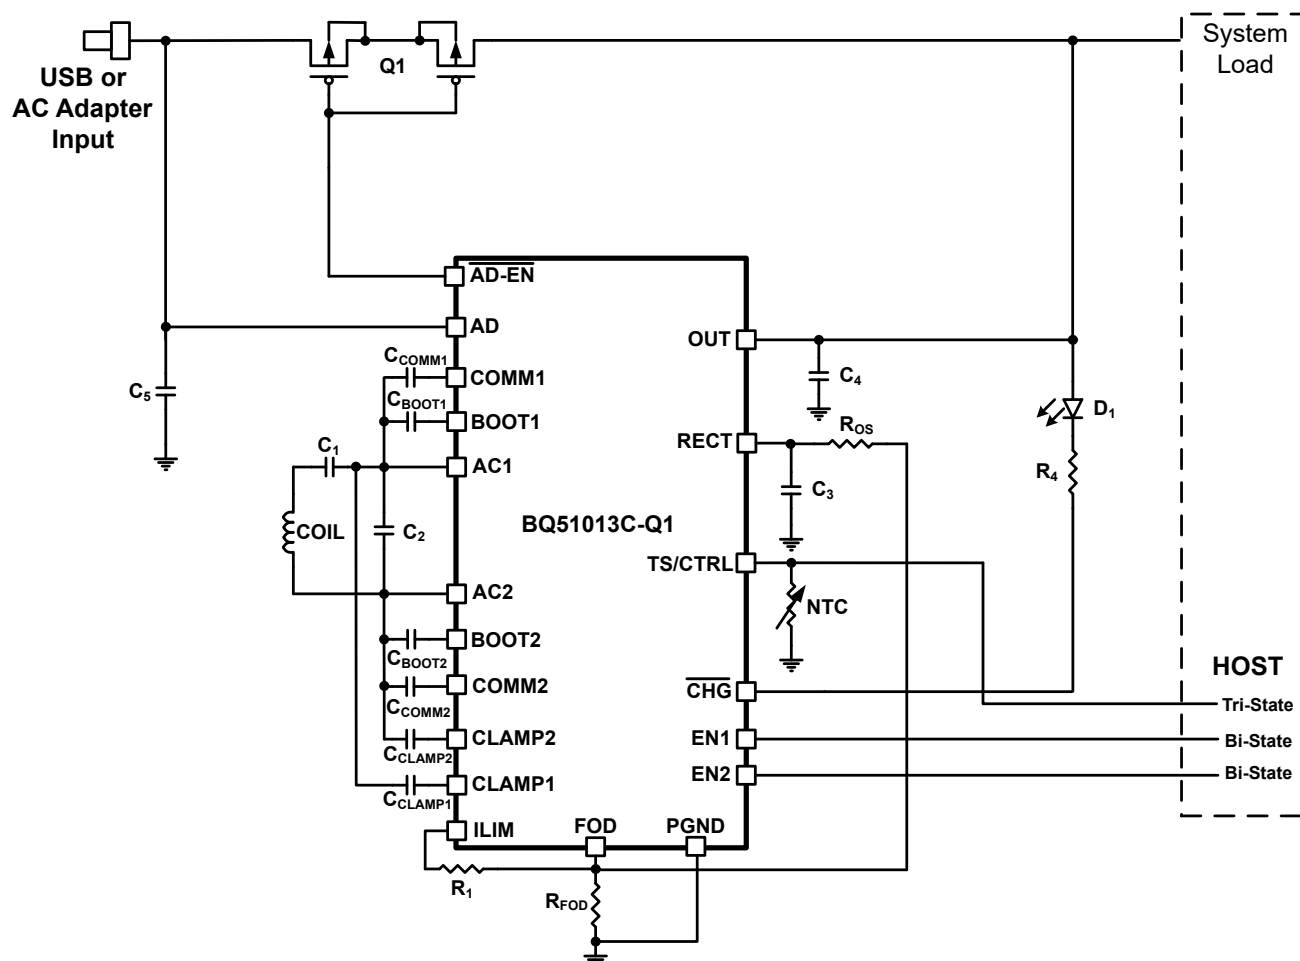 System
Load
USB or
AC Adapter
Input
Q1
AD-EN
AD
COMM1
BOOT1
AC1
AC2
BOOT2
COMM2
CLAMP2
CLAMP1
ILIM
FOD
PGND
OUT
RECT
TS/CTRL
CHG
EN1
EN2
BQ51013C-Q1
C5
CCOMM1
CBOOT1
C1
COIL
C2
CBOOT2
CCOMM2
CCLAMP2
CCLAMP1
R1
RFOD
C4
ROS
C3
NTC
D1
R4
HOST
Tri-State
Bi-State
Bi-State